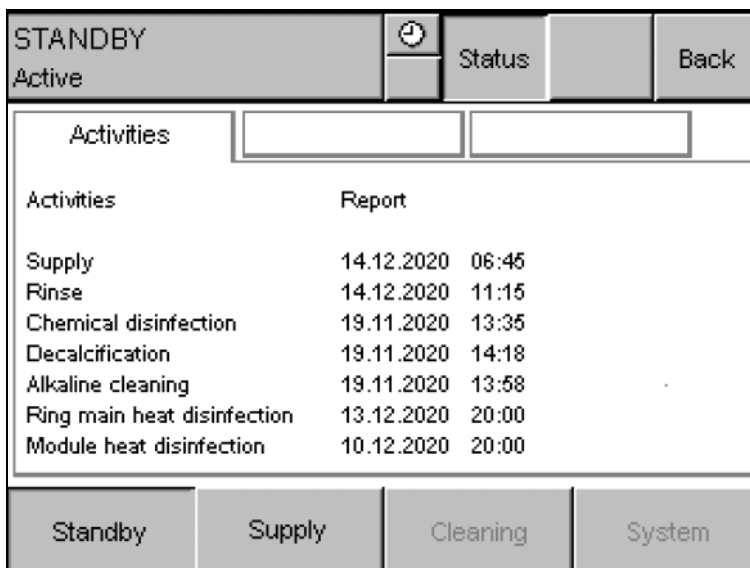 STANDBY
Active
Status
Back
Activities
Activities Report
Supply 14.12.2020 06:45
Rinse 14.12.2020 11:15
Chemical disinfection 19.11.2020 13:35
Decalcification 19.11.2020 14:18
Alkaline cleaning 19.11.2020 13:58
Ring main heat disinfection 13.12.2020 20:00
Module heat disinfection 10.12.2020 20:00
Standby Supply Cleaning System